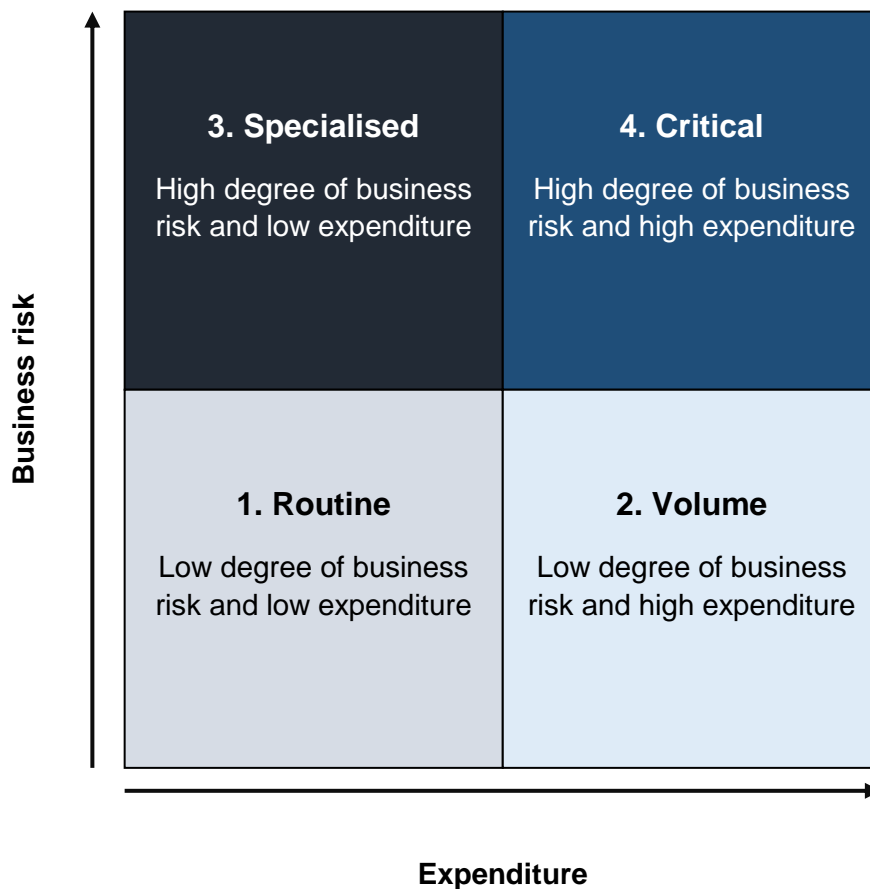 3. Specialised
High degree of business
risk and low expenditure
4. Critical
High degree of business
risk and high expenditure
Business risk
1. Routine
Low degree of business
risk and low expenditure
2. Volume
Low degree of business
risk and high expenditure
Expenditure